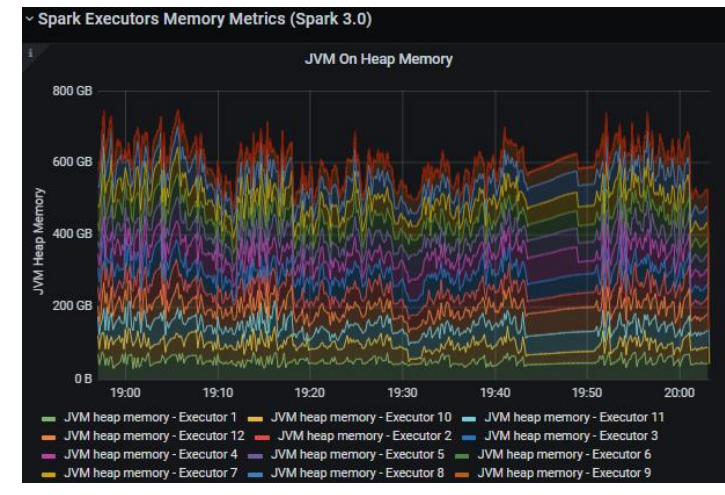 Spark Executors Memory Metrics (Spark 3.0)
i
JVM On Heap Memory
800 GB
600 GB
400 GB
200 GB
0 B
JVM Heap Memory
19:00 19:10 19:20 19:30 19:40 19:50 20:00
JVM heap memory - Executor 1 JVM heap memory - Executor 10 JVM heap memory - Executor 11
JVM heap memory - Executor 12 JVM heap memory - Executor 2 JVM heap memory - Executor 3
JVM heap memory - Executor 4 JVM heap memory - Executor 5 JVM heap memory - Executor 6
JVM heap memory - Executor 7 JVM heap memory - Executor 8 JVM heap memory - Executor 9